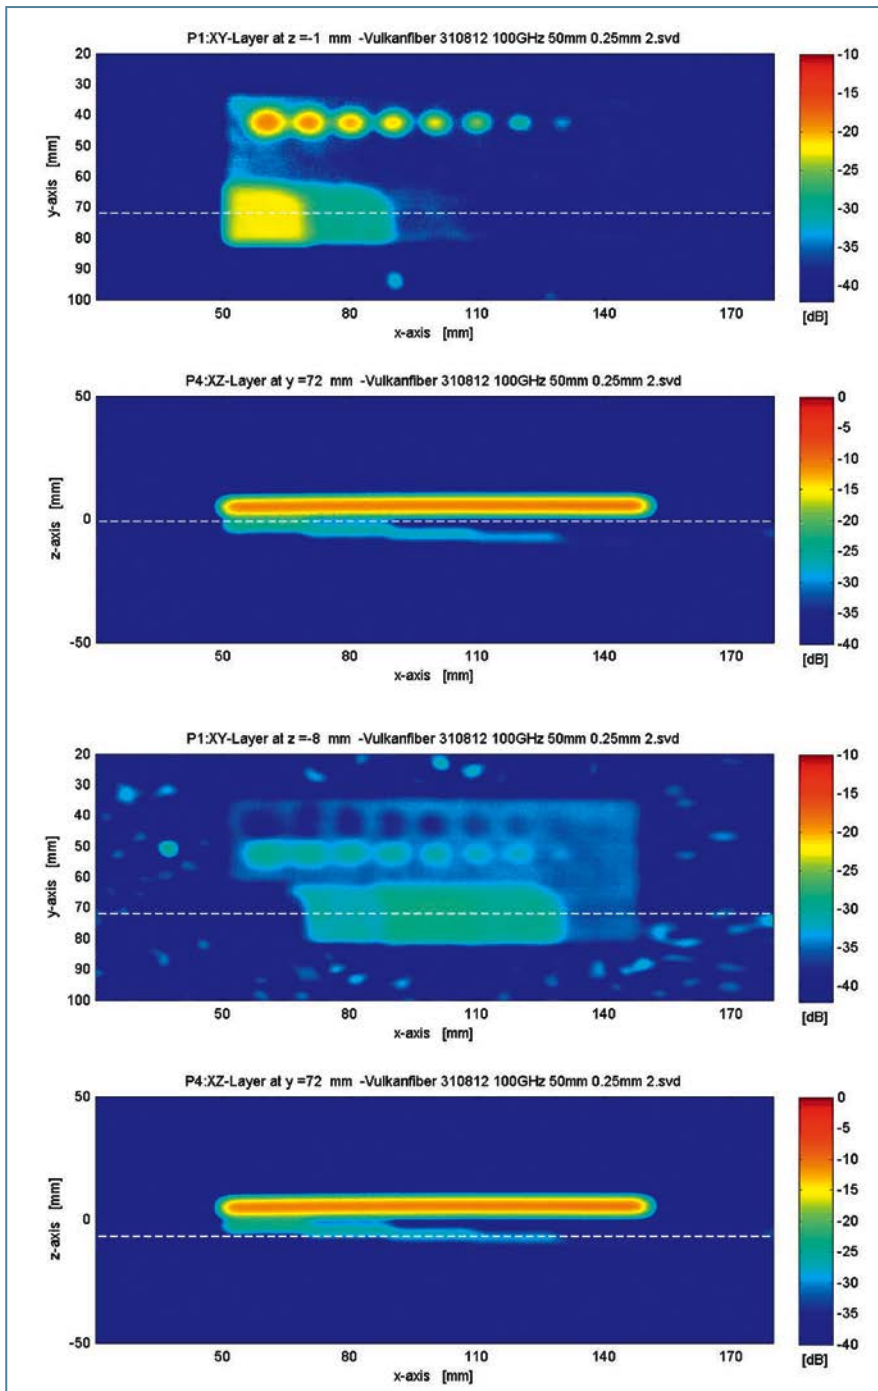 P1:XY-Layer at z =-1 mm -Vulkanfiber 310812 100GHz 50mm 0.25mm 2.svd
20
30
40
50
60
70
80
90
100
y-axis [mm]
50 80 110 140 170
x-axis [mm]
-10
-15
-20
-25
-30
-35
-40
[dB]
P4:XZ-Layer at y =72 mm -Vulkanfiber 310812 100GHz 50mm 0.25mm 2.svd
50
0
-50
z-axis [mm]
50 80 110 140 170
x-axis [mm]
0
-5
-10
-15
-20
-25
-30
-35
-40
[dB]
P1:XY-Layer at z =-8 mm -Vulkanfiber 310812 100GHz 50mm 0.25mm 2.svd
20
30
40
50
60
70
80
90
100
y-axis [mm]
50 80 110 140 170
x-axis [mm]
-10
-15
-20
-25
-30
-35
-40
[dB]
P4:XZ-Layer at y =72 mm -Vulkanfiber 310812 100GHz 50mm 0.25mm 2.svd
50
0
-50
z-axis [mm]
50 80 110 140 170
x-axis [mm]
0
-5
-10
-15
-20
-25
-30
-35
-40
[dB]